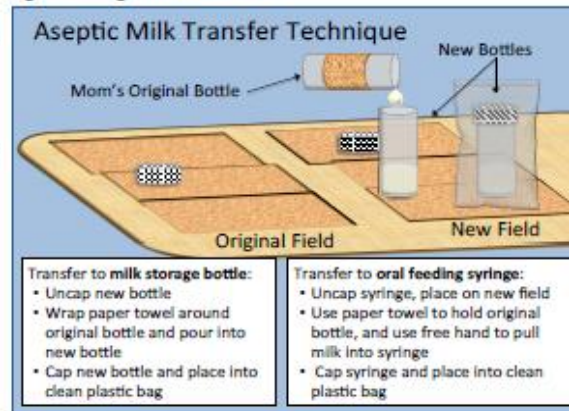 Aseptic Milk Transfer Technique
New Bottles
Mom's Original Bottle
Original Field
New Field
Transfer to milk storage bottle:
• Uncap new bottle
• Wrap paper towel around
original bottle and pour into
new bottle
• Cap new bottle and place into
clean plastic bag
Transfer to oral feeding syringe:
• Uncap syringe, place on new field
• Use paper towel to hold original
bottle, and use free hand to pull
milk into syringe
• Cap syringe and place into clean
plastic bag